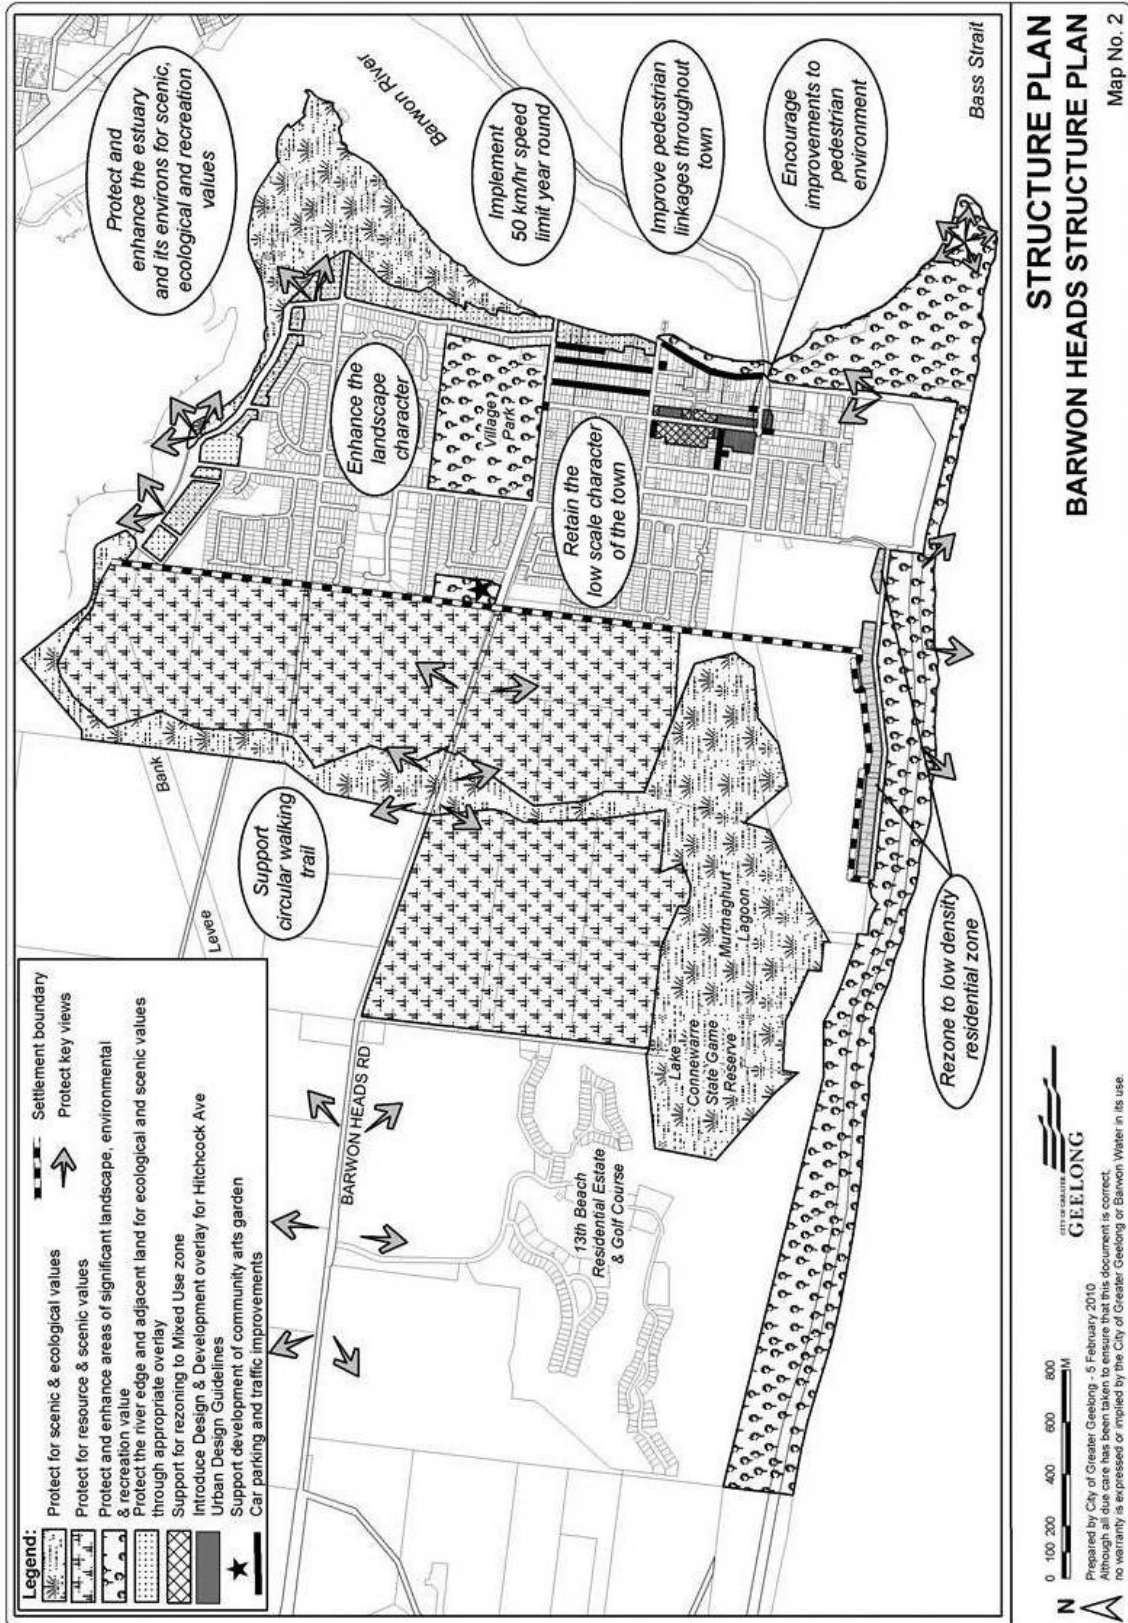 Legend:
Protect for scenic & ecological values
Protect for resource & scenic values
Protect and enhance areas of significant landscape, environmental
& recreation value
Protect the river edge and adjacent land for ecological and scenic values
through appropriate overlay
Support for rezoning to Mixed Use zone
Introduce Design & Development overlay for Hitchcock Ave
Urban Design Guidelines
Support development of community arts garden
Car parking and traffic improvements
Settlement boundary
Protect key views
Levee
Bank
Support
circular walking
trail
Protect and
enhance the estuary
and its environs for scenic,
ecological and recreation
values
Barwon
River
Enhance the
landscape
character
Implement
50 km/hr speed
limit year round
Village
Park
BARWON HEADS RD
Retain the
low scale character
of the town
Improve pedestrian
linkages throughout
town
Encourage
improvements to
pedestrian
environment
13th Beach
Residential Estate
& Golf Course
Lake
Connewarre
State Game
Reserve
Murtnaghurt
Lagoon
Rezone to low density
residential zone
Bass Strait
N
0 100 200 400 600 800
M
CITY OF GREATER
GEELONG
STRUCTURE PLAN
BARWON HEADS STRUCTURE PLAN
Map No. 2
Prepared by City of Greater Geelong - 5 February 2010
Although all due care has been taken to ensure that this document is correct,
no warranty is expressed or implied by the City of Greater Geelong or Barwon Water in its use.